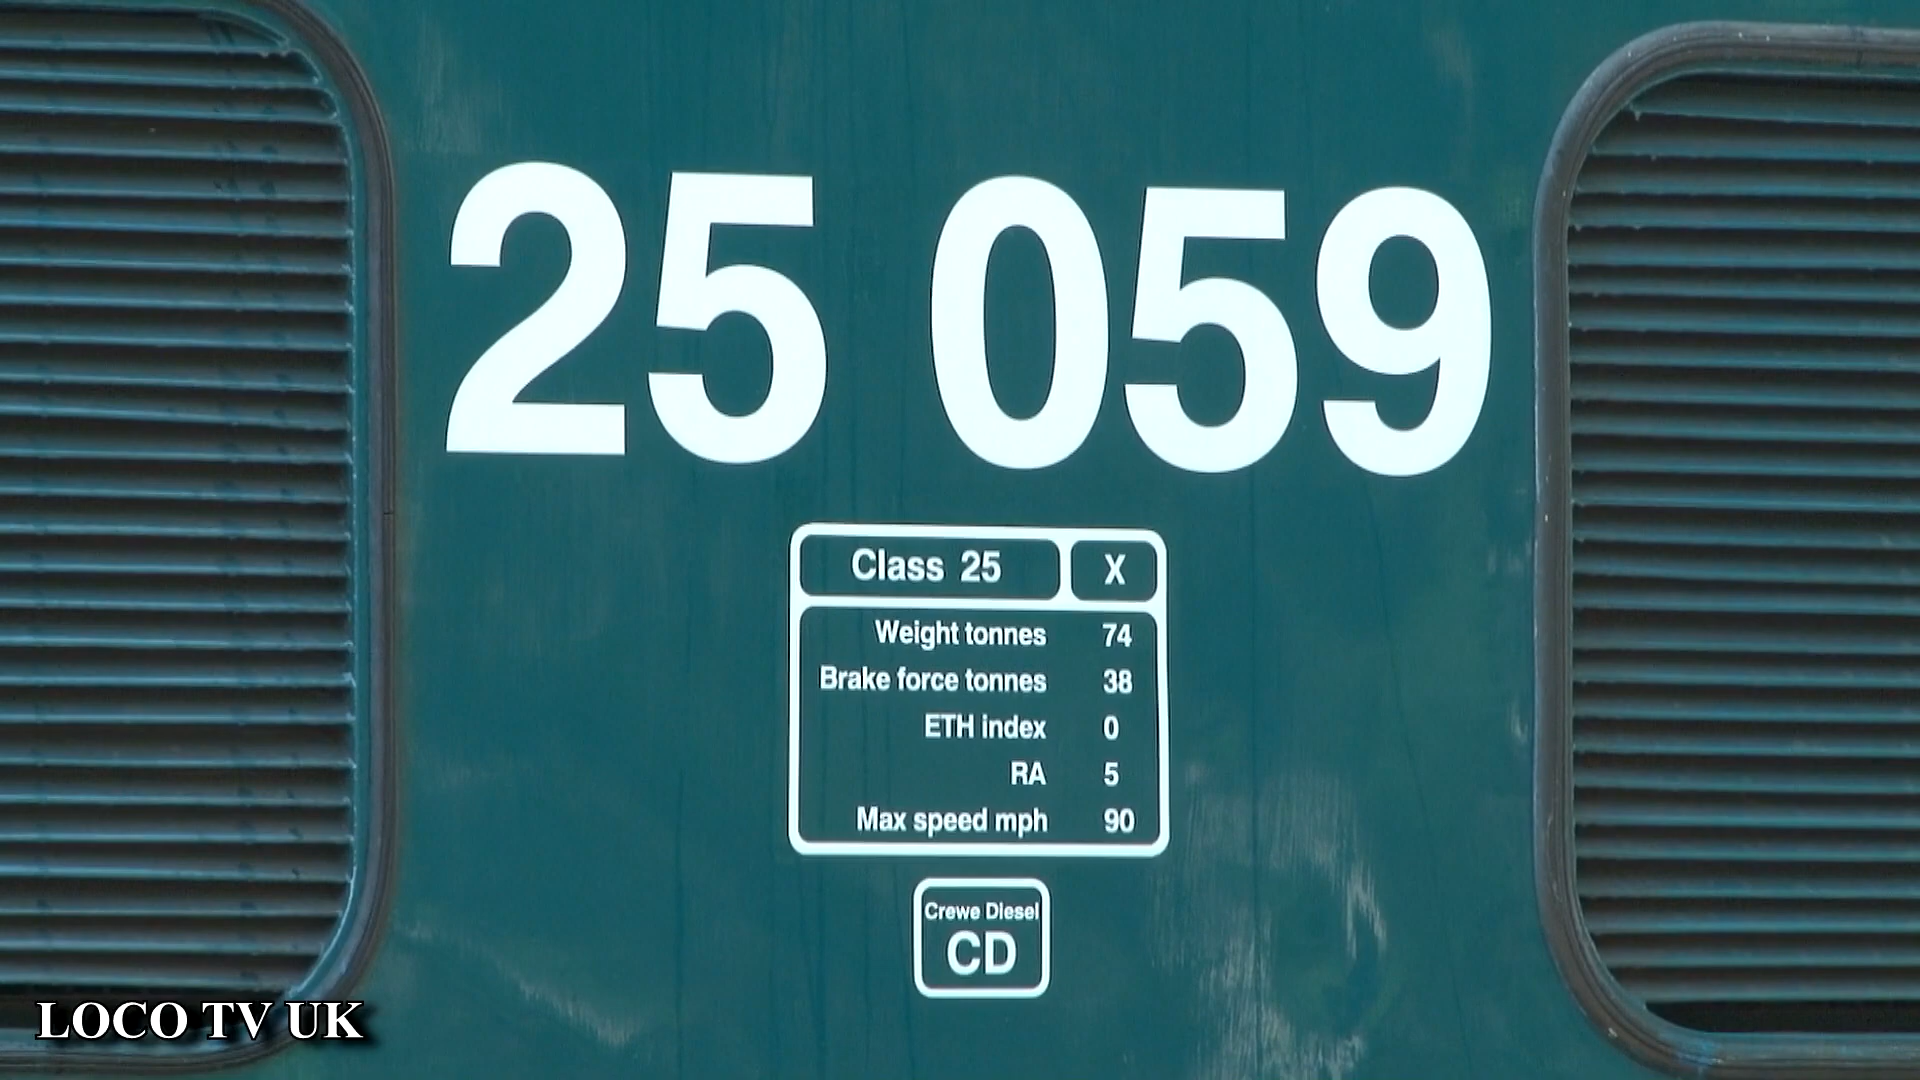 25 059
Class 25 X
Weight tonnes 74
Brake force tonnes 38
ETH index 0
RA 5
Max speed mph 90
Crewe Diesel
CD
LOCO TV UK